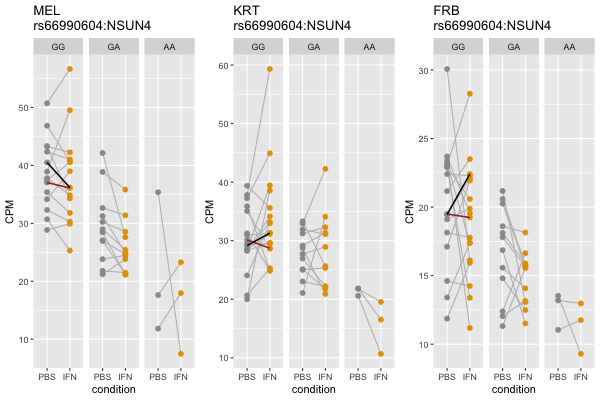 MEL
rs66990604:NSUN4
GG GA AA
CPM
50
40
30
20
10
PBS IFN PBS IFN PBS IFN
condition
KRT
rs66990604:NSUN4
GG GA AA
CPM
60
50
40
30
20
10
PBS IFN PBS IFN PBS IFN
condition
FRB
rs66990604:NSUN4
GG GA AA
CPM
30
25
20
15
10
PBS IFN PBS IFN PBS IFN
condition